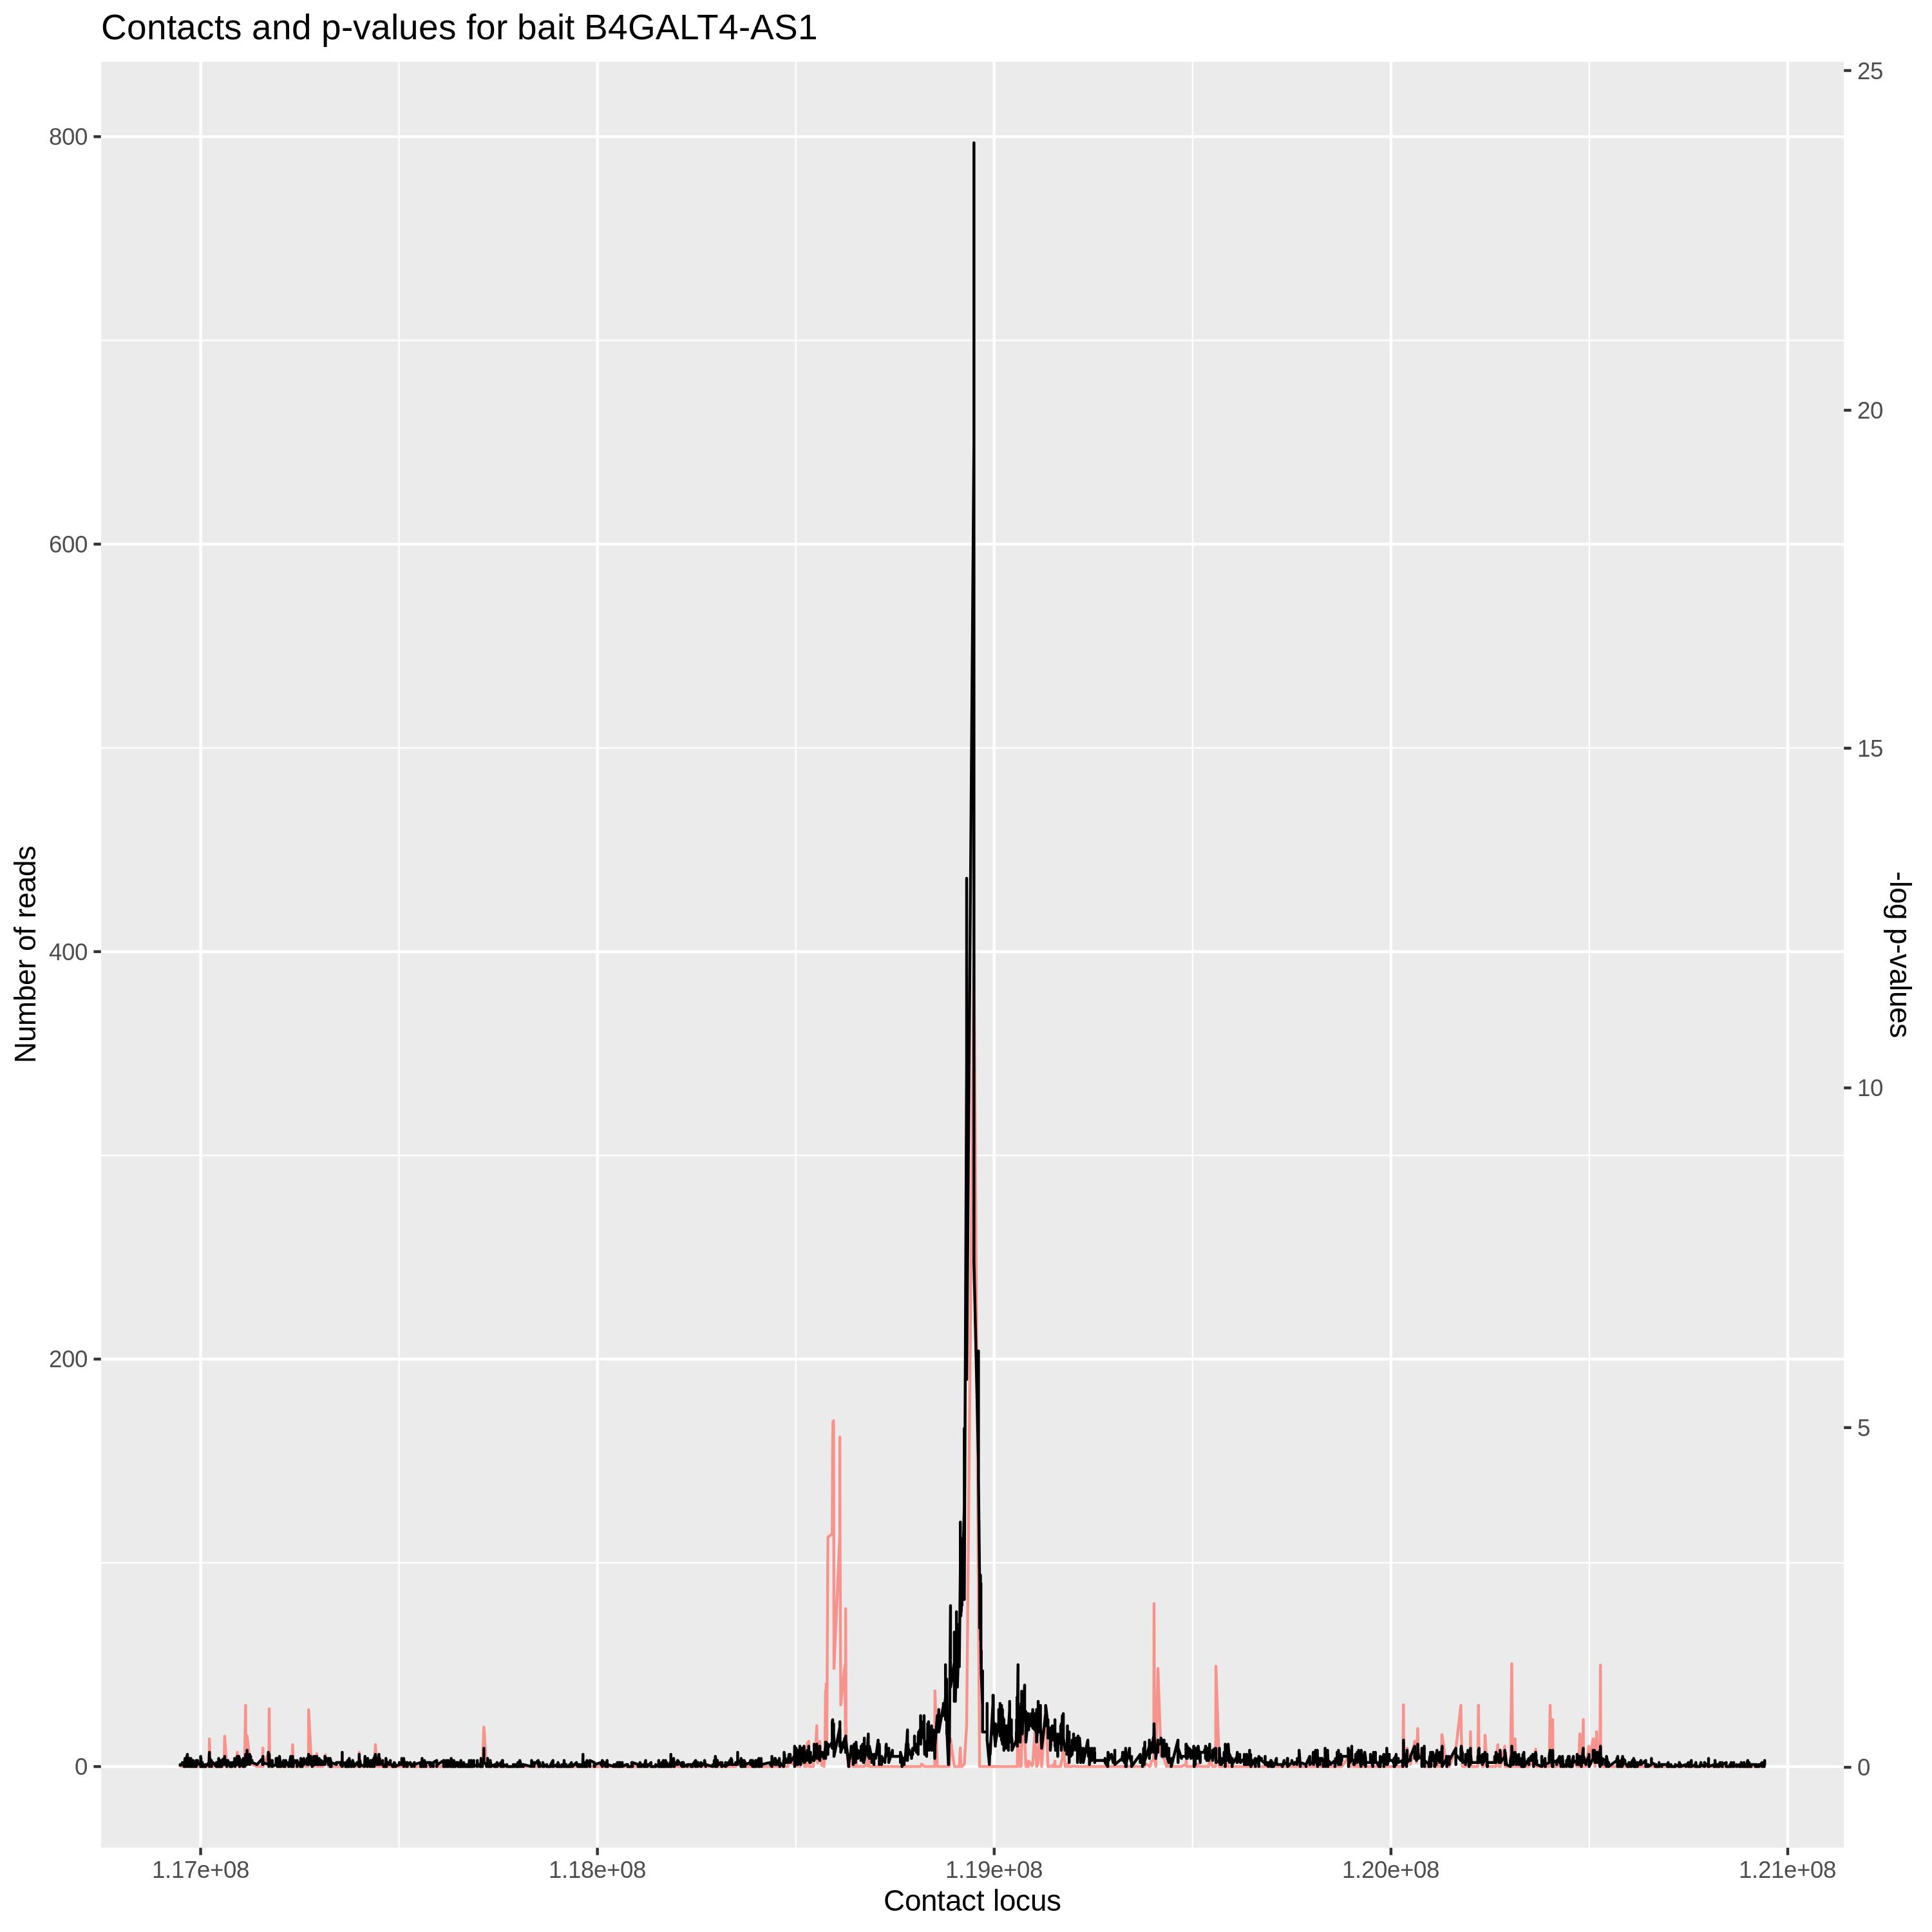 Contacts and p-values for bait B4GALT4-AS1
25
800
20
600
15
Number of reads
400
-log p-values
10
200
5
0
0
1.17e+08
1.18e+08
1.19e+08
1.20e+08
1.21e+08
Contact locus